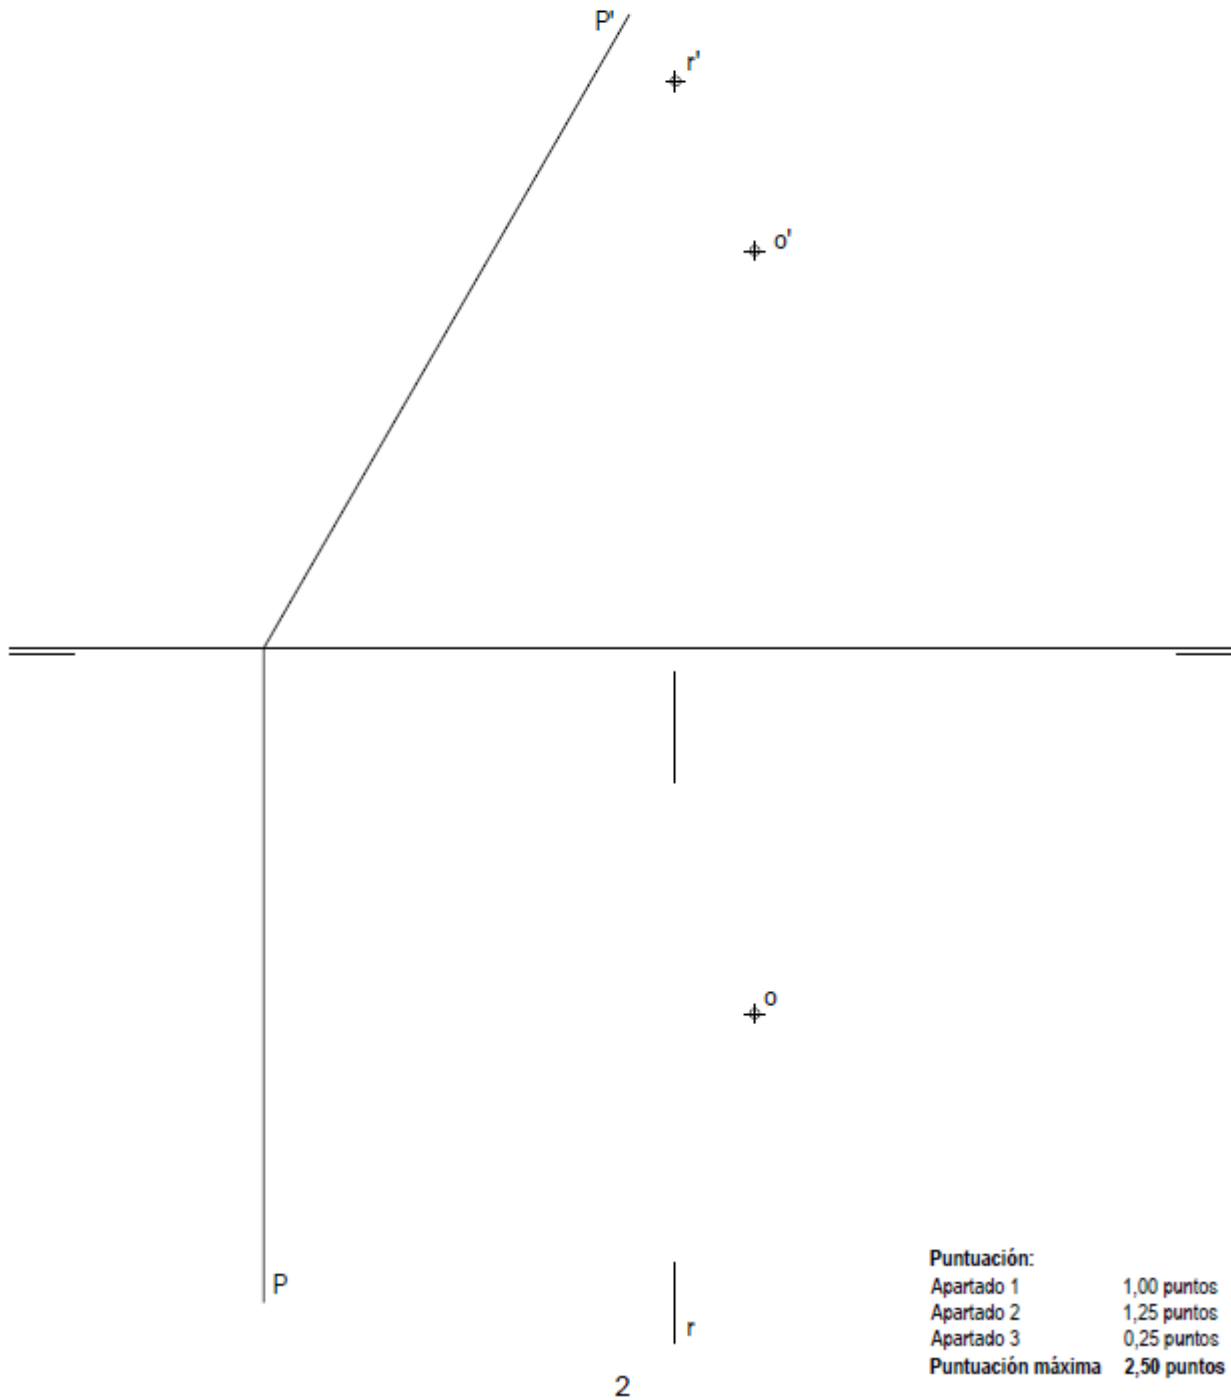 P'
r'
o'
o
P
r
Puntuación:
Apartado 1 1,00 puntos
Apartado 2 1,25 puntos
Apartado 3 0,25 puntos
Puntuación máxima 2,50 puntos
2